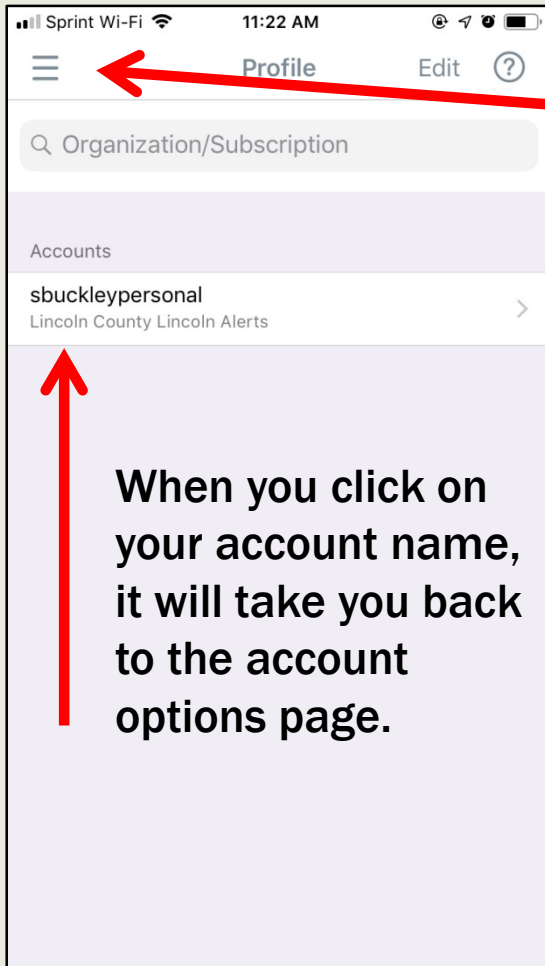 Sprint Wi-Fi 11:22 AM
Profile Edit ?
Organization/Subscription
Accounts
sbuckleypersonal
Lincoln County Lincoln Alerts
When you click on
your account name,
it will take you back
to the account
options page.